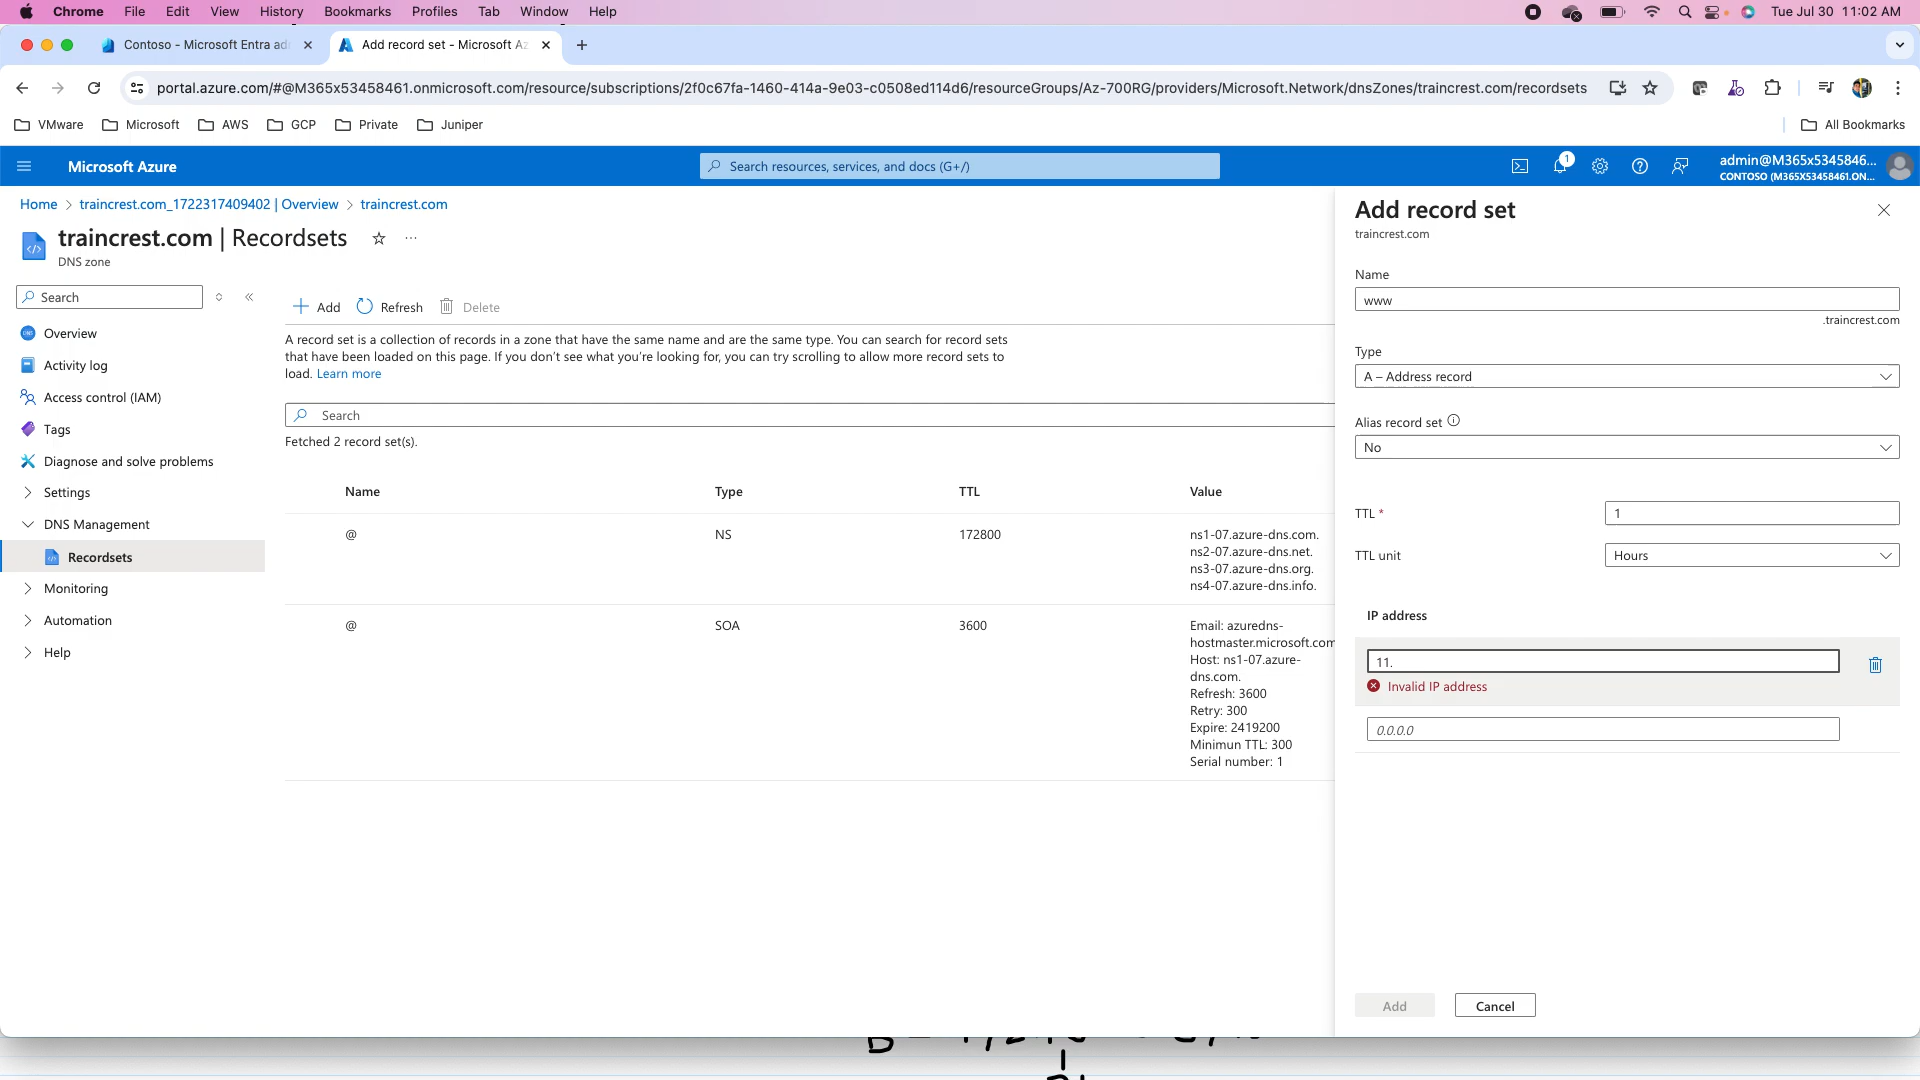 Chrome File Edit View History Bookmarks Profiles Tab Window Help Tue Jul 30 11:02 AM
Contoso - Microsoft Entra ad
Add record set - Microsoft Az
portal.azure.com/#@M365x53458461.onmicrosoft.com/resource/subscriptions/2f0c67fa-1460-414a-9e03-c0508ed114d6/resourceGroups/Az-700RG/providers/Microsoft.Network/dnsZones/traincrest.com/recordsets
VMware Microsoft AWS GCP Private Juniper All Bookmarks
Microsoft Azure
Search resources, services, and docs (G+/)
1
admin@M365x5345846...
CONTOSO (M365X53458461.ON...
Home > traincrest.com_1722317409402 | Overview > traincrest.com
traincrest.com | Recordsets
...
DNS zone
Search
Overview
Activity log
Access control (IAM)
Tags
Diagnose and solve problems
Settings
DNS Management
Recordsets
Monitoring
Automation
Help
Add Refresh Delete
A record set is a collection of records in a zone that have the same name and are the same type. You can search for record sets
that have been loaded on this page. If you don't see what you're looking for, you can try scrolling to allow more record sets to
load. Learn more
Search
Fetched 2 record set(s).
Name Type TTL Value
@ NS 172800 ns1-07.azure-dns.com.
ns2-07.azure-dns.net.
ns3-07.azure-dns.org.
ns4-07.azure-dns.info.
@ SOA 3600 Email: azuredns-
hostmaster.microsoft.com
Host: ns1-07.azure-
dns.com.
Refresh: 3600
Retry: 300
Expire: 2419200
Minimun TTL: 300
Serial number: 1
Add record set
traincrest.com
Name
www
.traincrest.com
Type
A – Address record
Alias record set
No
TTL *
1
TTL unit
Hours
IP address
11.
Invalid IP address
0.0.0.0
Add Cancel